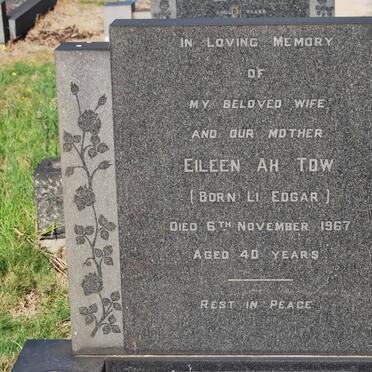 In Loving Memory
of
my beloved wife
and our mother
Eileen Ah Tow
(born Li Edgar)
Died 6th November 1967
Aged 40 years
Rest in Peace